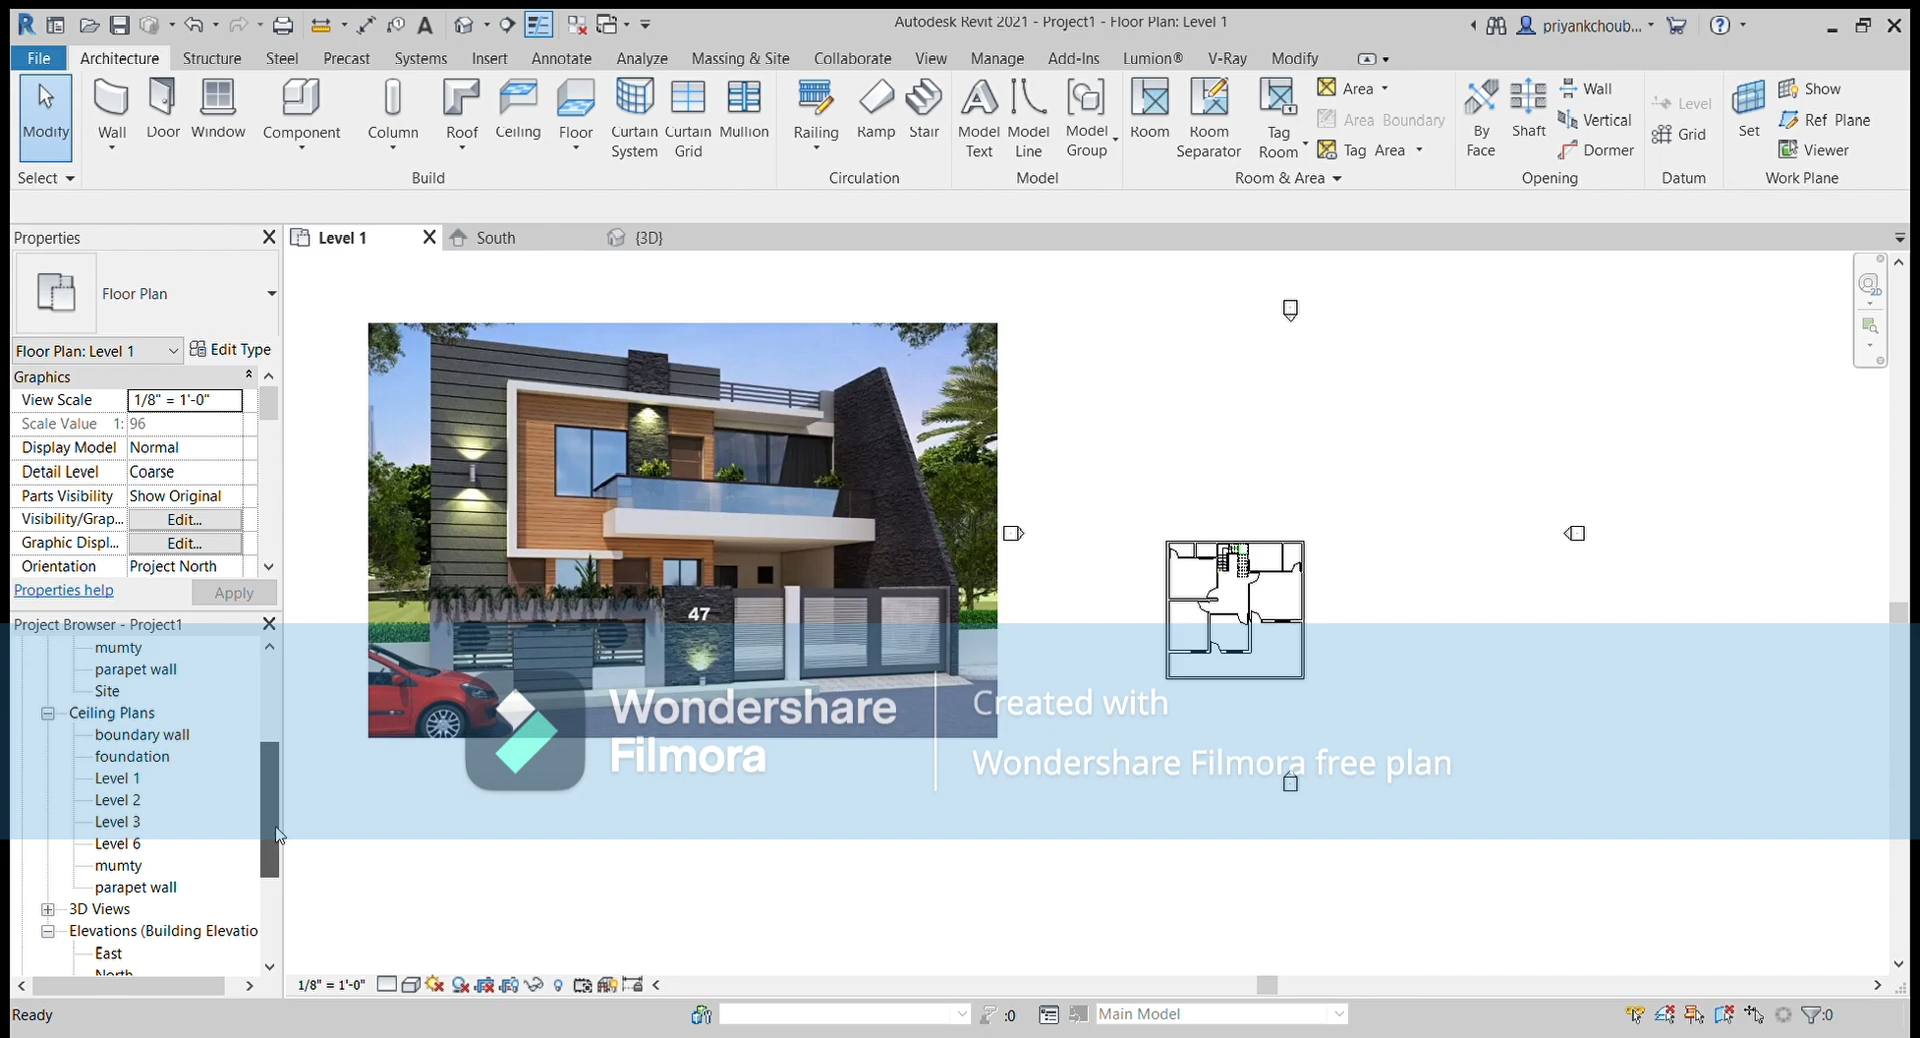 Autodesk Revit 2021 - Project1 - Floor Plan: Level 1
priyankchoub...
File Architecture Structure Steel Precast Systems Insert Annotate Analyze Massing & Site Collaborate View Manage Add-Ins Lumion® V-Ray Modify
Modify Wall Door Window Component Column Roof Ceiling Floor Curtain System Curtain Grid Mullion Railing Ramp Stair Model Text Model Line Model Group Room Room Separator Tag Room
Area
Area Boundary
Tag Area
By Face Shaft
Wall
Vertical
Dormer
Level
Grid
Set
Show
Ref Plane
Viewer
Select Build Circulation Model Room & Area Opening Datum Work Plane
Properties
Level 1 South {3D}
Floor Plan
Floor Plan: Level 1 Edit Type
Graphics
View Scale 1/8" = 1'-0"
Scale Value 1: 96
Display Model Normal
Detail Level Coarse
Parts Visibility Show Original
Visibility/Grap... Edit...
Graphic Displ... Edit...
Orientation Project North
Properties help Apply
Project Browser - Project1
mumty
parapet wall
Site
Ceiling Plans
boundary wall
foundation
Level 1
Level 2
Level 3
Level 6
mumty
parapet wall
3D Views
Elevations (Building Elevatio
East
North
47
2D
Wondershare
Filmora
Created with
Wondershare Filmora free plan
1/8" = 1'-0"
Ready
:0
Main Model
:0